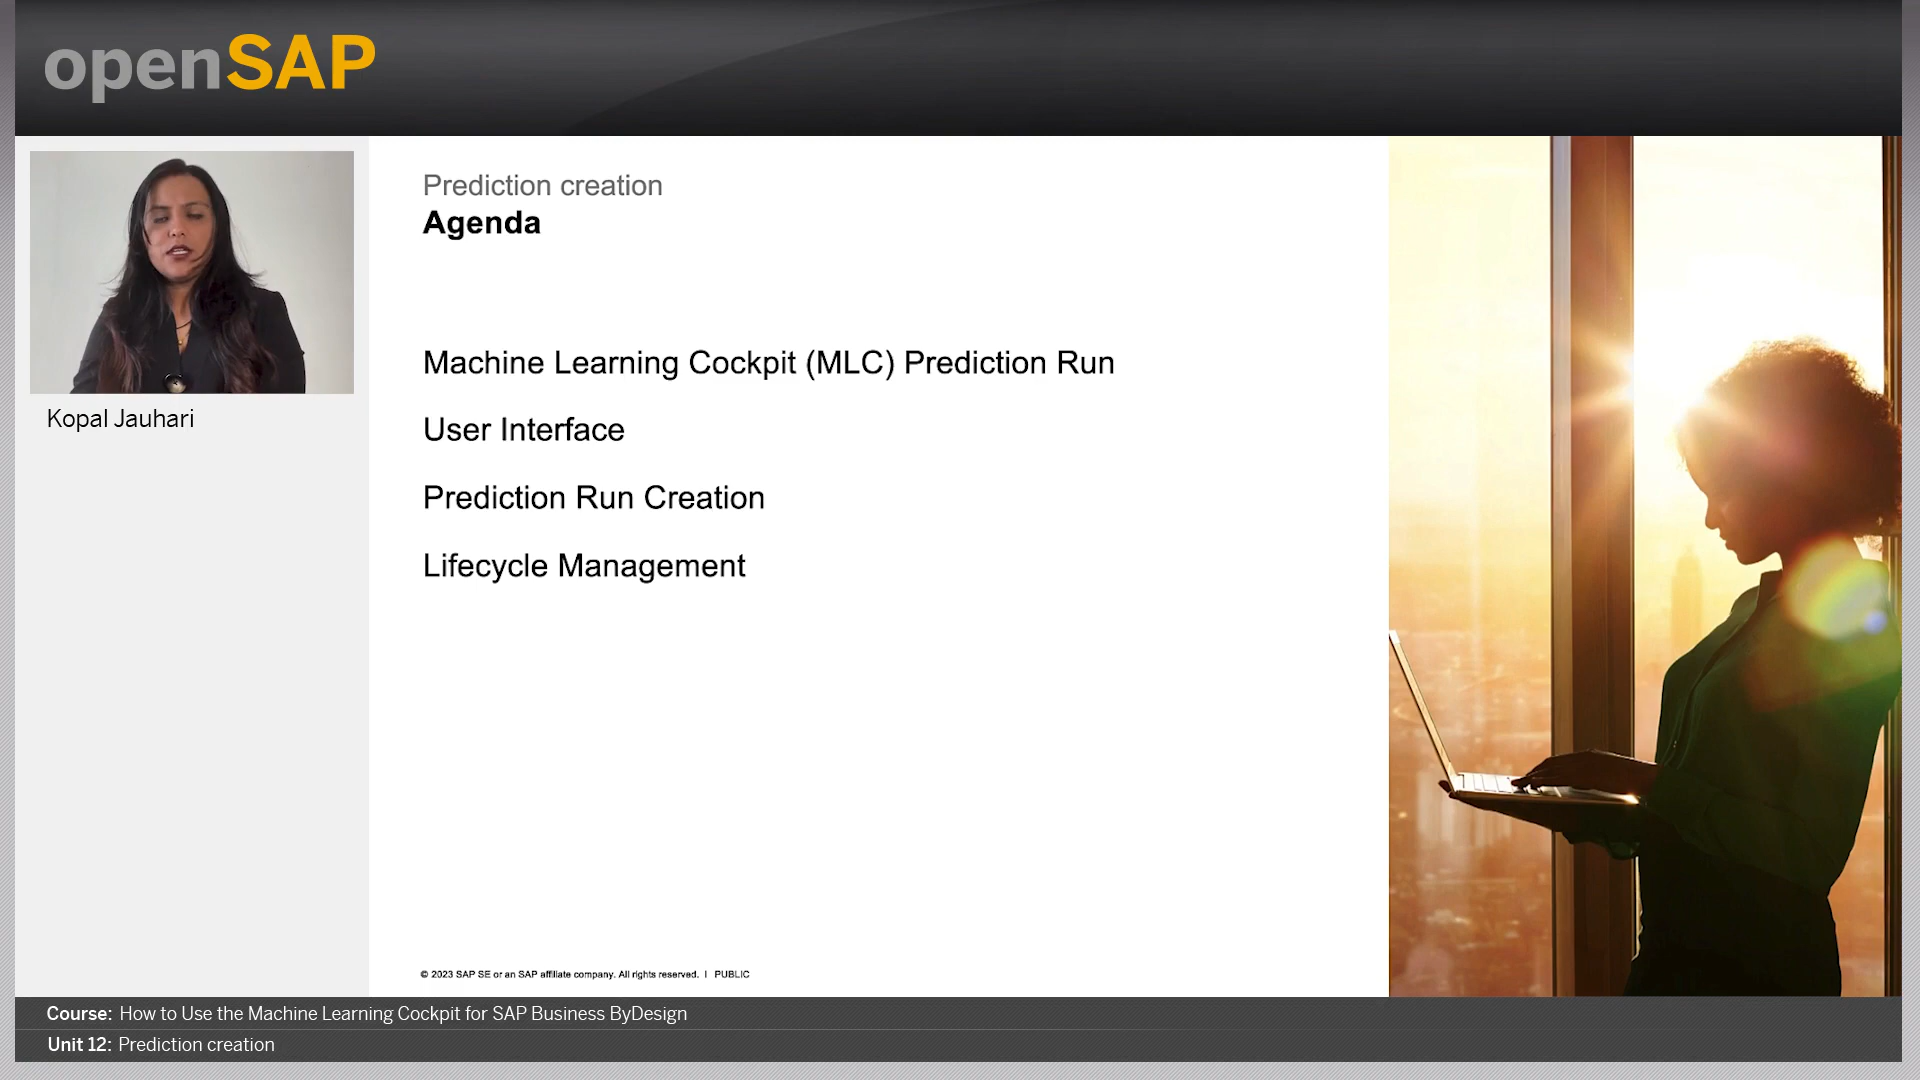 openSAP
Kopal Jauhari
Prediction creation
Agenda
Machine Learning Cockpit (MLC) Prediction Run
User Interface
Prediction Run Creation
Lifecycle Management
© 2023 SAP SE or an SAP affiliate company. All rights reserved. I PUBLIC
Course: How to Use the Machine Learning Cockpit for SAP Business ByDesign
Unit 12: Prediction creation